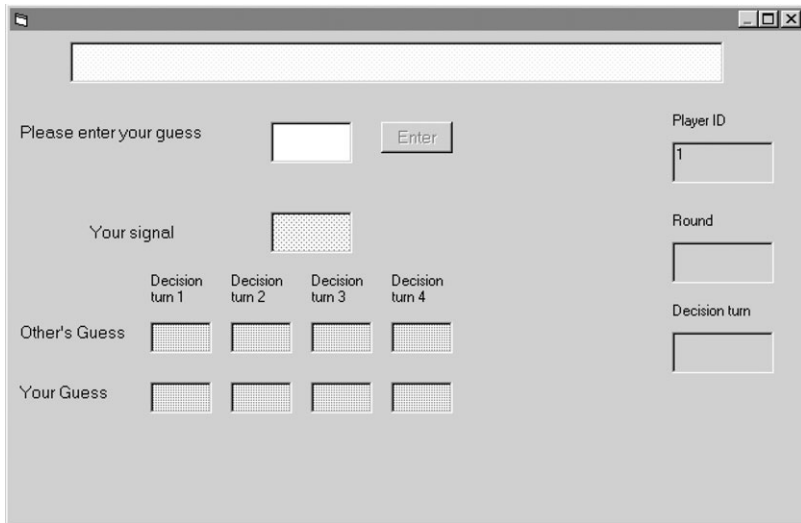 Please enter your guess
Enter
Player ID
1
Your signal
Round
Decision turn 1
Decision turn 2
Decision turn 3
Decision turn 4
Decision turn
Other's Guess
Your Guess